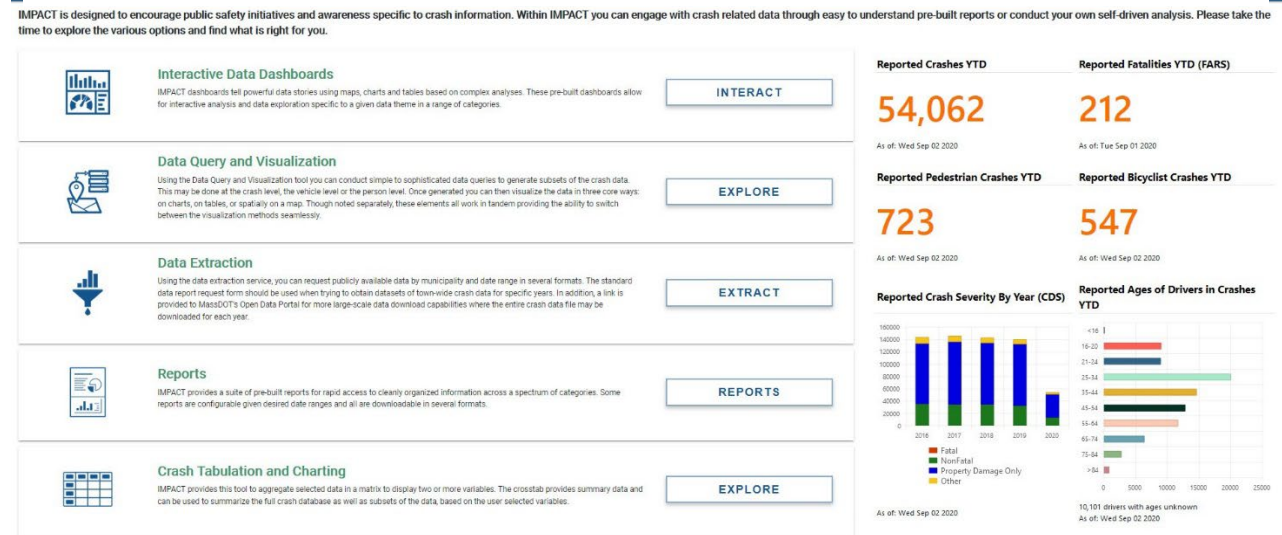 IMPACT is designed to encourage public safety initiatives and awareness specific to crash information. Within IMPACT you can engage with crash related data through easy to understand pre-built reports or conduct your own self-driven analysis. Please take the
time to explore the various options and find what is right for you.
Interactive Data Dashboards
IMPACT dashboards tell powerful data stories using maps, charts and tables based on complex analyses. These pre-built dashboards allow
for interactive analysis and data exploration specific to a given data theme in a range of categories.
INTERACT
Data Query and Visualization
Using the Data Query and Visualization tool you can conduct simple to sophisticated data queries to generate subsets of the crash data.
This may be done at the crash level, the vehicle level or the person level. Once generated you can then visualize the data in three core ways:
on charts, on tables, or spatially on a map. Though noted separately, these elements all work in tandem providing the ability to switch
between the visualization methods seamlessly.
EXPLORE
Data Extraction
Using the data extraction service, you can request publicly available data by municipality and date range in several formats. The standard
data report request form should be used when trying to obtain datasets of town-wide crash data for specific years. In addition, a link is
provided to MassDOT's Open Data Portal for more large-scale data download capabilities where the entire crash data file may be
downloaded for each year.
EXTRACT
Reports
IMPACT provides a suite of pre-built reports for rapid access to cleanly organized information across a spectrum of categories. Some
reports are configurable given desired date ranges and all are downloadable in several formats.
REPORTS
Crash Tabulation and Charting
IMPACT provides this tool to aggregate selected data in a matrix to display two or more variables. The crosstab provides summary data and
can be used to summarize the full crash database as well as subsets of the data, based on the user selected variables.
EXPLORE
Reported Crashes YTD
54,062
As of: Wed Sep 02 2020
Reported Fatalities YTD (FARS)
212
As of: Tue Sep 01 2020
Reported Pedestrian Crashes YTD
723
As of: Wed Sep 02 2020
Reported Bicyclist Crashes YTD
547
As of: Wed Sep 02 2020
Reported Crash Severity By Year (CDS)
160000
140000
120000
100000
80000
60000
40000
20000
0
2016 2017 2018 2019 2020
Fatal
NonFatal
Property Damage Only
Other
As of: Wed Sep 02 2020
Reported Ages of Drivers in Crashes
YTD
<16
16-20
21-24
25-34
35-44
45-54
55-64
65-74
75-84
>84
0 5000 10000 15000 20000 25000
10,101 drivers with ages unknown
As of: Wed Sep 02 2020